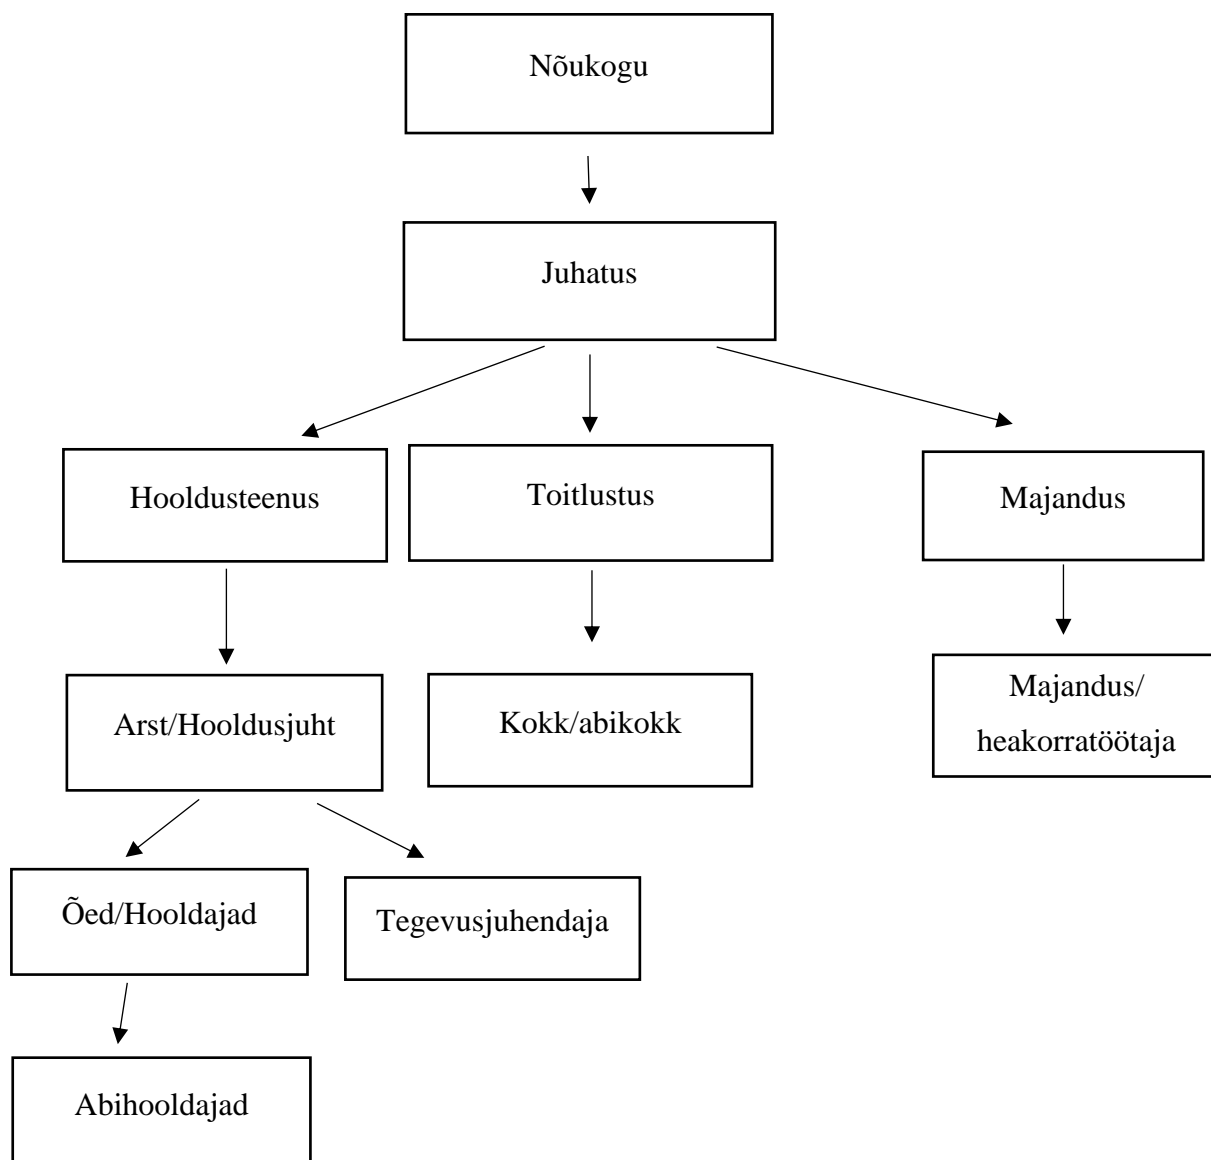 Nõukogu
Juhatus
Hooldusteenus
Toitlustus
Majandus
Arst/Hooldusjuht
Kokk/abikokk
Majandus/
heakorratöötaja
Õed/Hooldajad
Tegevusjuhendaja
Abihooldajad